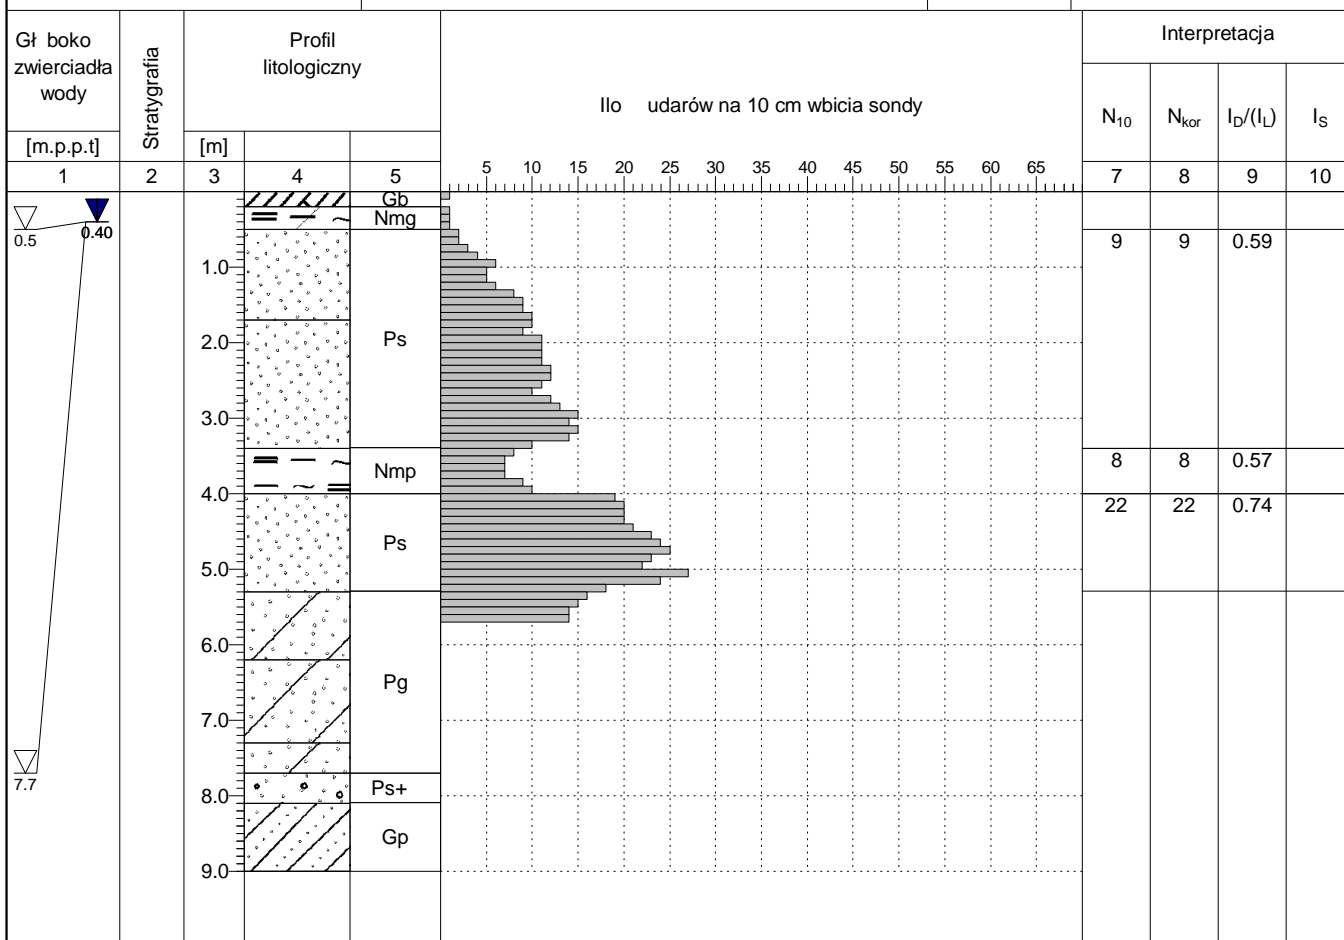 Gł boko
zwierciadła
wody
[m.p.p.t]
1
Stratygrafia
2
Profil
litologiczny
[m]
3
4
5
Ilo udarów na 10 cm wbicia sondy
5 10 15 20 25 30 35 40 45 50 55 60 65
Interpretacja
N10 Nkor ID/(IL) IS
7 8 9 10
0.5
0.40
7.7
1.0
2.0
3.0
4.0
5.0
6.0
7.0
8.0
9.0
Gb
Nmg
Ps
Nmp
Ps
Pg
Ps+
Gp
9 9 0.59
8 8 0.57
22 22 0.74